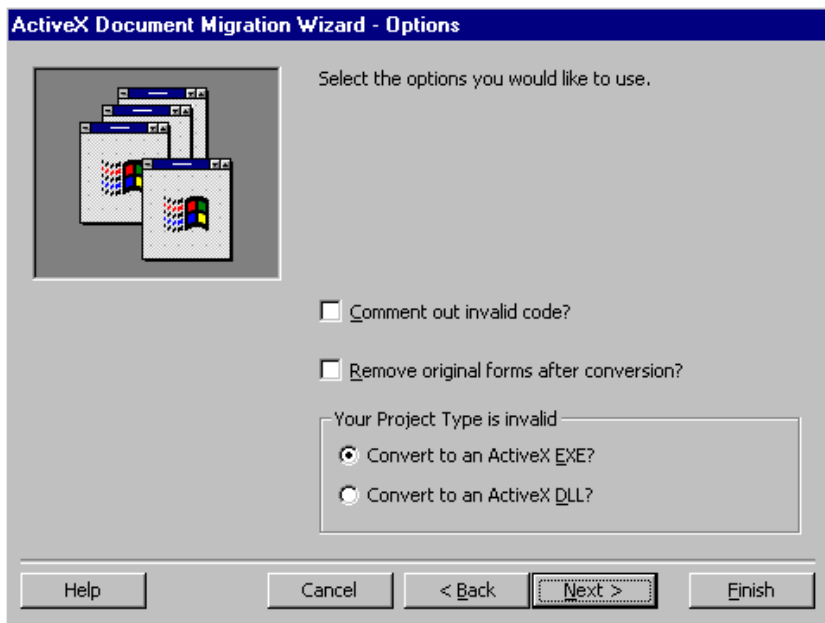 ActiveX Document Migration Wizard - Options
Select the options you would like to use.
Comment out invalid code?
Remove original forms after conversion?
Your Project Type is invalid
Convert to an ActiveX EXE?
Convert to an ActiveX DLL?
Help
Cancel
< Back
Next >
Finish